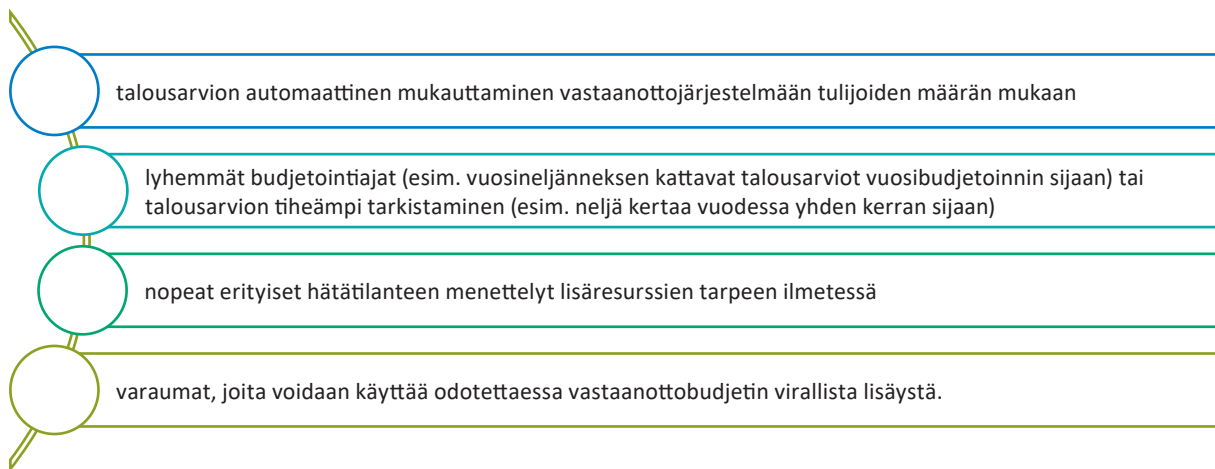 talousarvion automaattinen mukauttaminen vastaanottojärjestelmään tulijoiden määrän mukaan
lyhemmät budjetointiajat (esim. vuosineljänneksen kattavat talousarviot vuosibudjetoinnin sijaan) tai
talousarvion tiheämpi tarkistaminen (esim. neljä kertaa vuodessa yhden kerran sijaan)
nopeat erityiset hätätilanteen menettelyt lisäresurssien tarpeen ilmetessä
varaumat, joita voidaan käyttää odotettaessa vastaanottobudjetin virallista lisäystä.